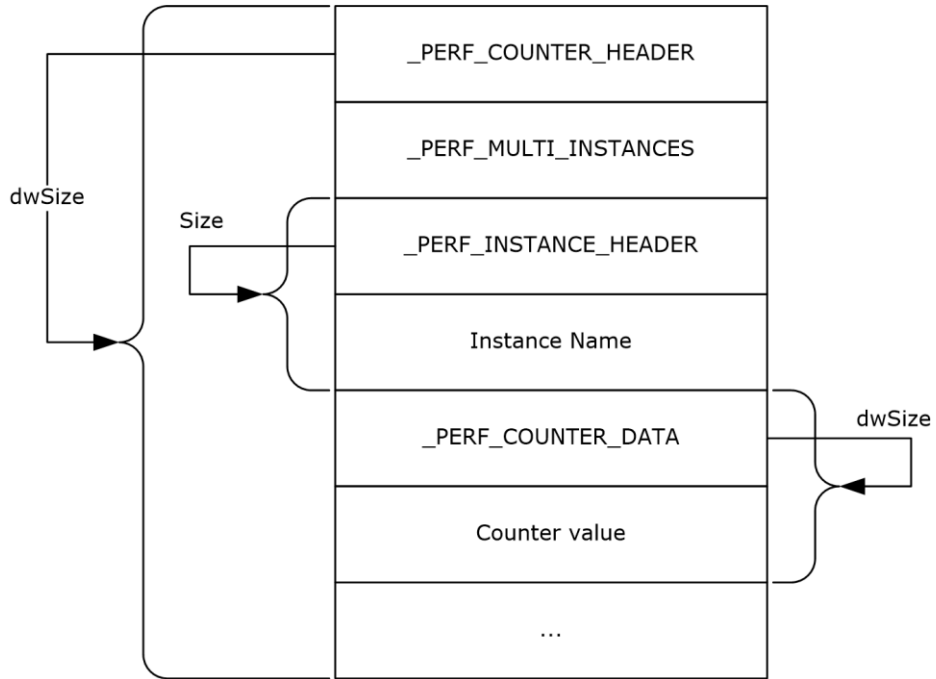 _PERF_COUNTER_HEADER
_PERF_MULTI_INSTANCES
dwSize
Size
_PERF_INSTANCE_HEADER
Instance Name
dwSize
_PERF_COUNTER_DATA
Counter value
...